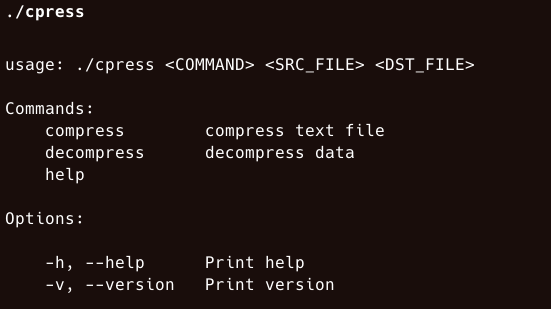 ./cpress
usage: ./cpress <COMMAND> <SRC_FILE> <DST_FILE>
Commands:
compress compress text file
decompress decompress data
help
Options:
-h, --help Print help
-v, --version Print version